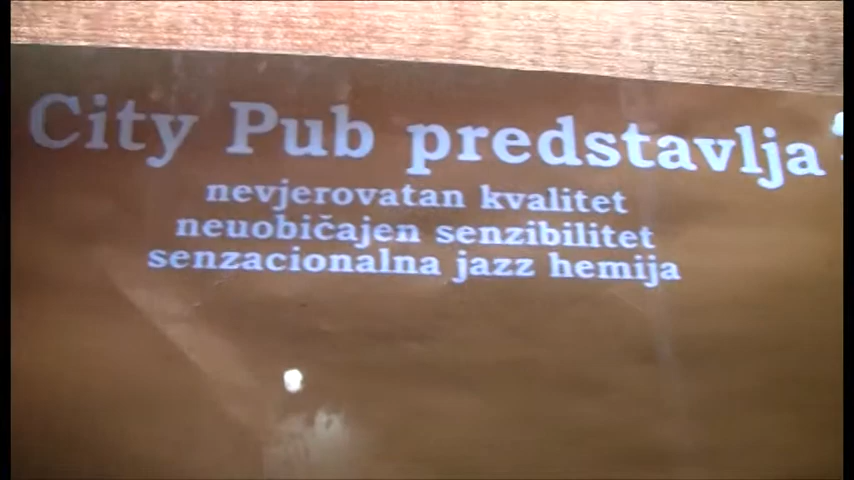 City Pub predstavlja
nevjerovatan kvalitet
neuobičajen senzibilitet
senzacionalna jazz hemija